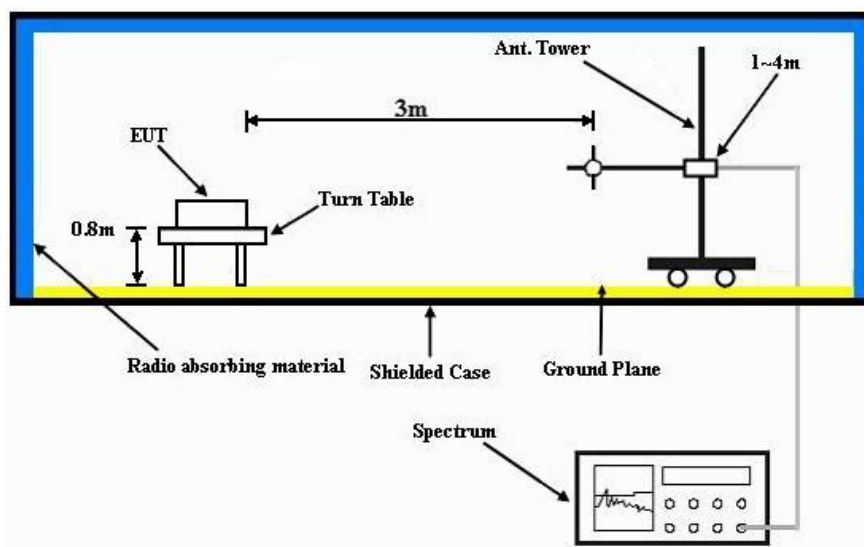 Ant. Tower
1~4m
3m
EUT
Turn Table
0.8m
Radio absorbing material
Shielded Case
Ground Plane
Spectrum